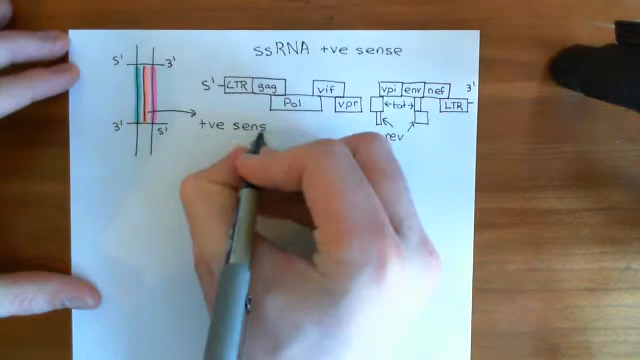 ssRNA +ve sense
5' 3'
5' LTR gag vif vpi env nef 3'
Pol vpr tat LTR
3' 5'
+ve sens
rev